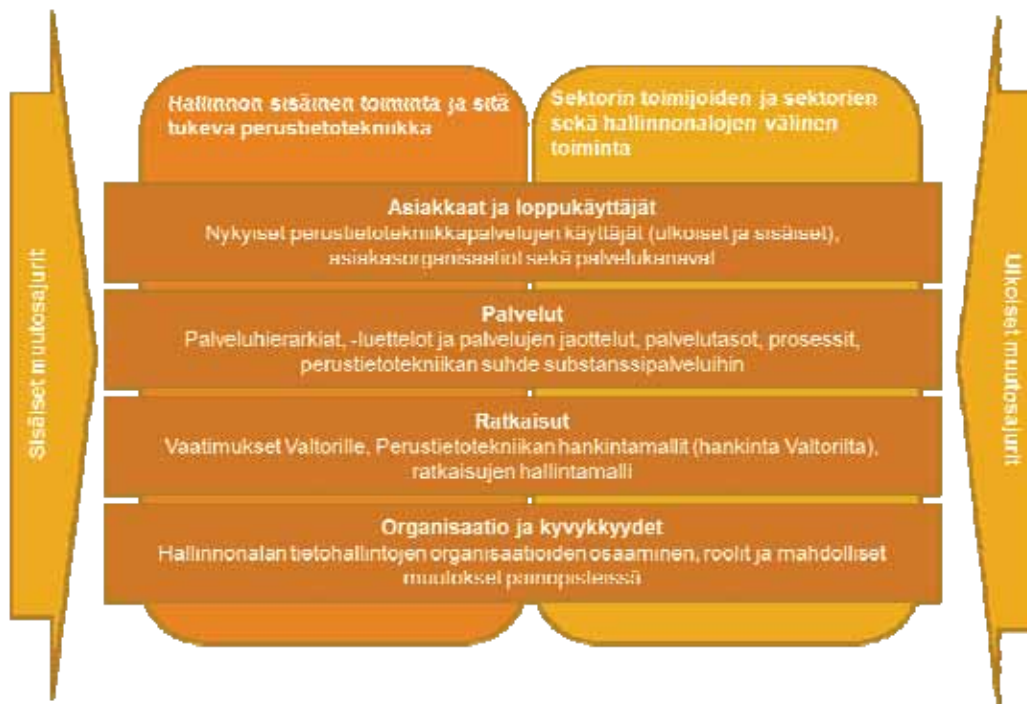 Sisäiset muutosajurit
Hallinnon sisäinen toiminta ja sitä
tukeva perustietotekniikka
Sektorin toimijoiden ja sektorien
sekä hallinnonalojen välinen
toiminta
Asiakkaat ja loppukäyttäjät
Nykyiset perustietotekniikkapalvelujen käyttäjät (ulkoiset ja sisäiset),
asiakasorganisaatiot sekä palvelukanavat
Palvelut
Palveluhierarkiat, -luettelot ja palvelujen jaottelut, palvelutasot, prosessit,
perustietotekniikan suhde substanssipalveluihin
Ratkaisut
Vaatimukset Valtorille, Perustietotekniikan hankintamallit (hankinta Valtorilta),
ratkaisujen hallintamalli
Organisaatio ja kyvykkyydet
Hallinnonalan tietohallintojen organisaatioiden osaaminen, roolit ja mahdolliset
muutokset painopisteissä
Ulkoiset muutosajurit